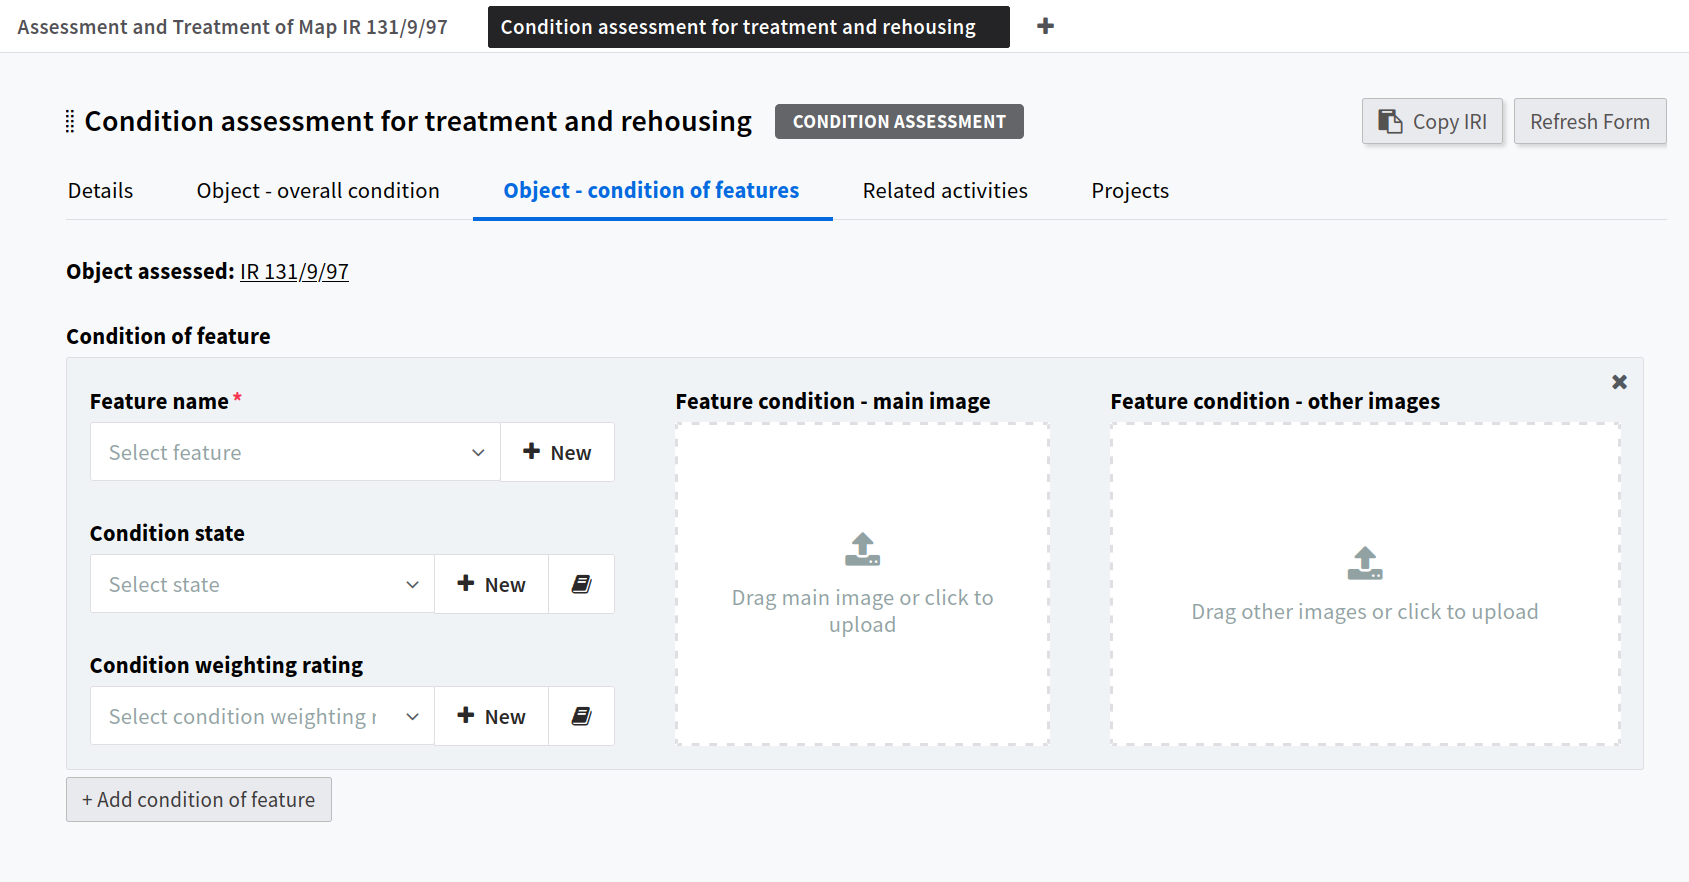 Assessment and Treatment of Map IR 131/9/97
Condition assessment for treatment and rehousing
Condition assessment for treatment and rehousing
CONDITION ASSESSMENT
Copy IRI
Refresh Form
Details
Object - overall condition
Object - condition of features
Related activities
Projects
Object assessed: IR 131/9/97
Condition of feature
Feature name *
Select feature
+ New
Condition state
Select state
+ New
Condition weighting rating
Select condition weighting r
+ New
Feature condition - main image
Drag main image or click to
upload
Feature condition - other images
Drag other images or click to upload
+ Add condition of feature